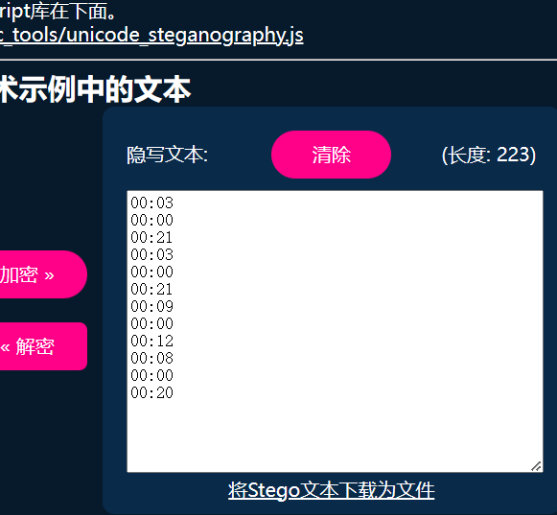 ript库在下面。
c_tools/unicode_steganography.js
术示例中的文本
隐写文本:
清除
(长度: 223)
加密 »
« 解密
00:03
00:00
00:21
00:03
00:00
00:21
00:09
00:00
00:12
00:08
00:00
00:20
将Stego文本下载为文件